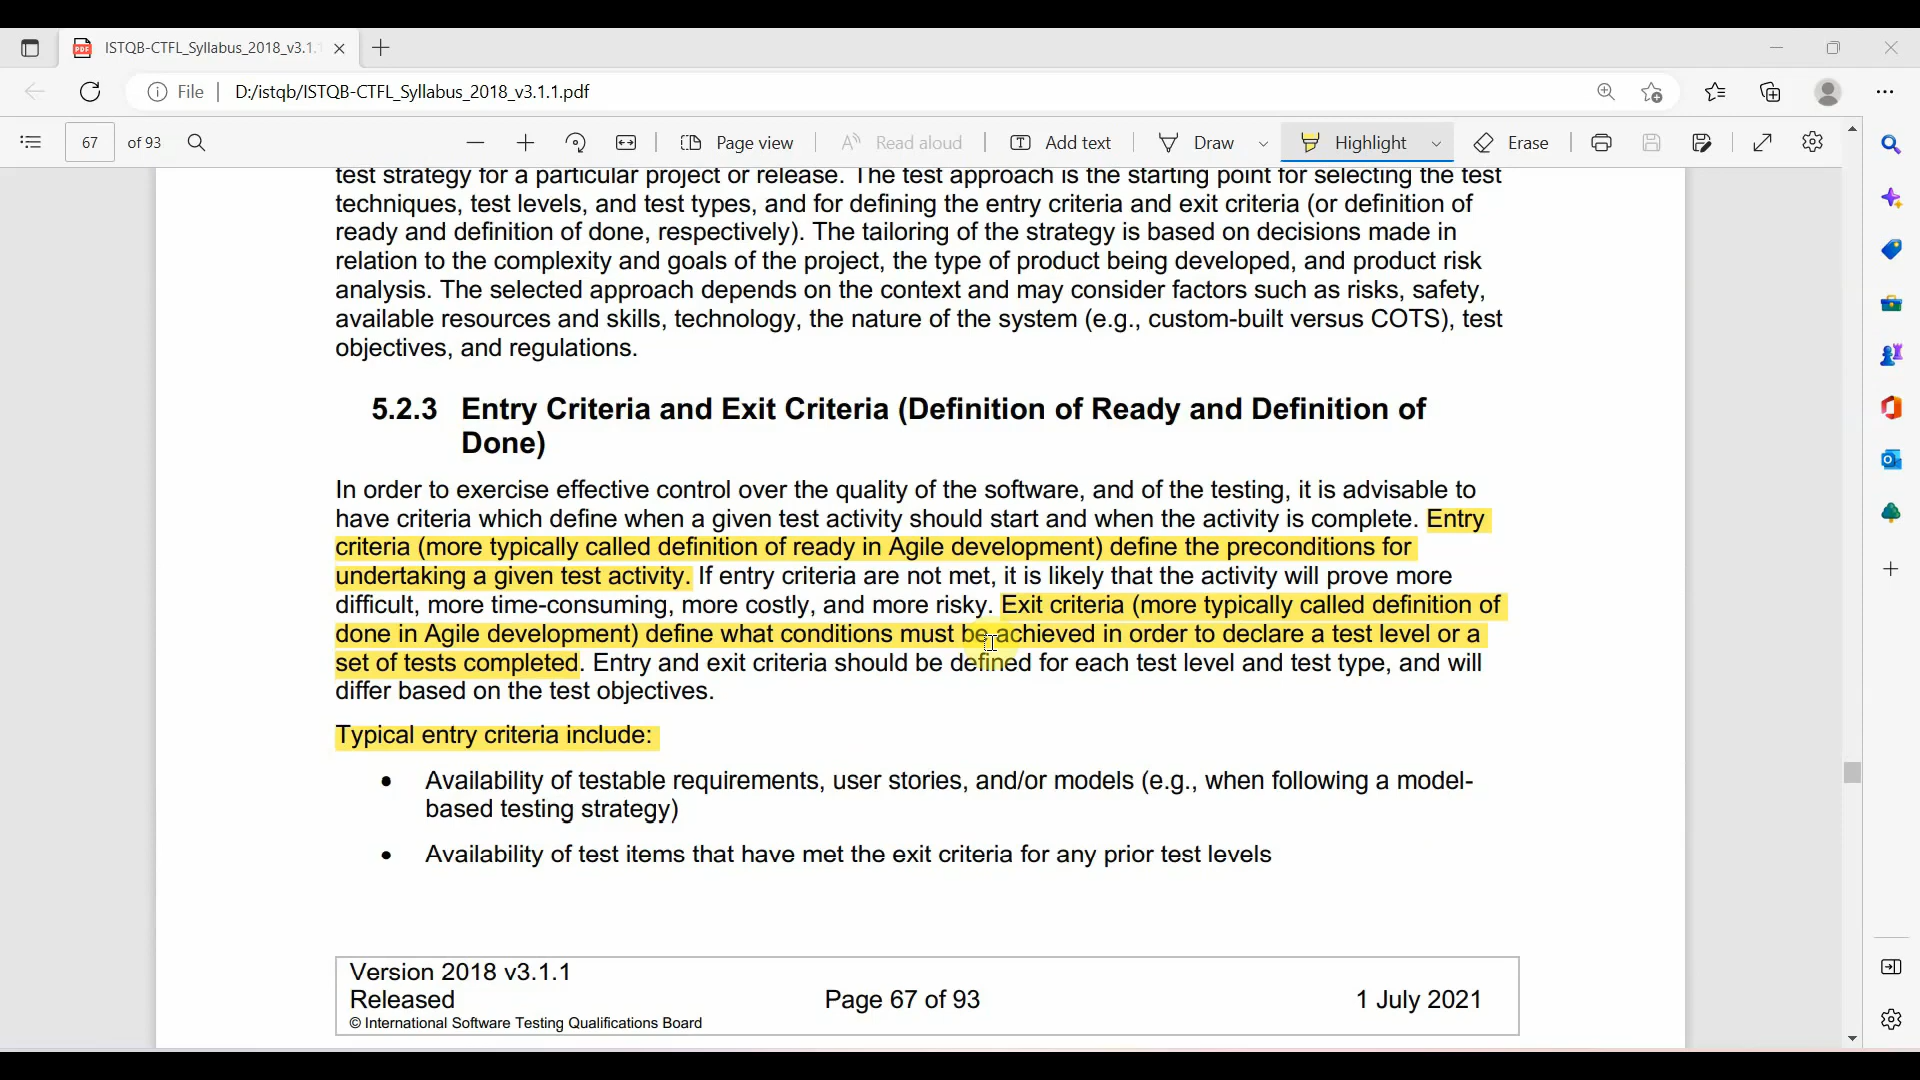 ISTQB-CTFL_Syllabus_2018_v3.1.1
File
D:/istqb/ISTQB-CTFL_Syllabus_2018_v3.1.1.pdf
67 of 93
Page view
Read aloud
Add text
Draw
Highlight
Erase
test strategy for a particular project or release. The test approach is the starting point for selecting the test
techniques, test levels, and test types, and for defining the entry criteria and exit criteria (or definition of
ready and definition of done, respectively). The tailoring of the strategy is based on decisions made in
relation to the complexity and goals of the project, the type of product being developed, and product risk
analysis. The selected approach depends on the context and may consider factors such as risks, safety,
available resources and skills, technology, the nature of the system (e.g., custom-built versus COTS), test
objectives, and regulations.
5.2.3 Entry Criteria and Exit Criteria (Definition of Ready and Definition of
Done)
In order to exercise effective control over the quality of the software, and of the testing, it is advisable to
have criteria which define when a given test activity should start and when the activity is complete. Entry
criteria (more typically called definition of ready in Agile development) define the preconditions for
undertaking a given test activity. If entry criteria are not met, it is likely that the activity will prove more
difficult, more time-consuming, more costly, and more risky. Exit criteria (more typically called definition of
done in Agile development) define what conditions must be achieved in order to declare a test level or a
set of tests completed. Entry and exit criteria should be defined for each test level and test type, and will
differ based on the test objectives.
Typical entry criteria include:
• Availability of testable requirements, user stories, and/or models (e.g., when following a model-
based testing strategy)
• Availability of test items that have met the exit criteria for any prior test levels
Version 2018 v3.1.1
Released
Page 67 of 93
1 July 2021
© International Software Testing Qualifications Board